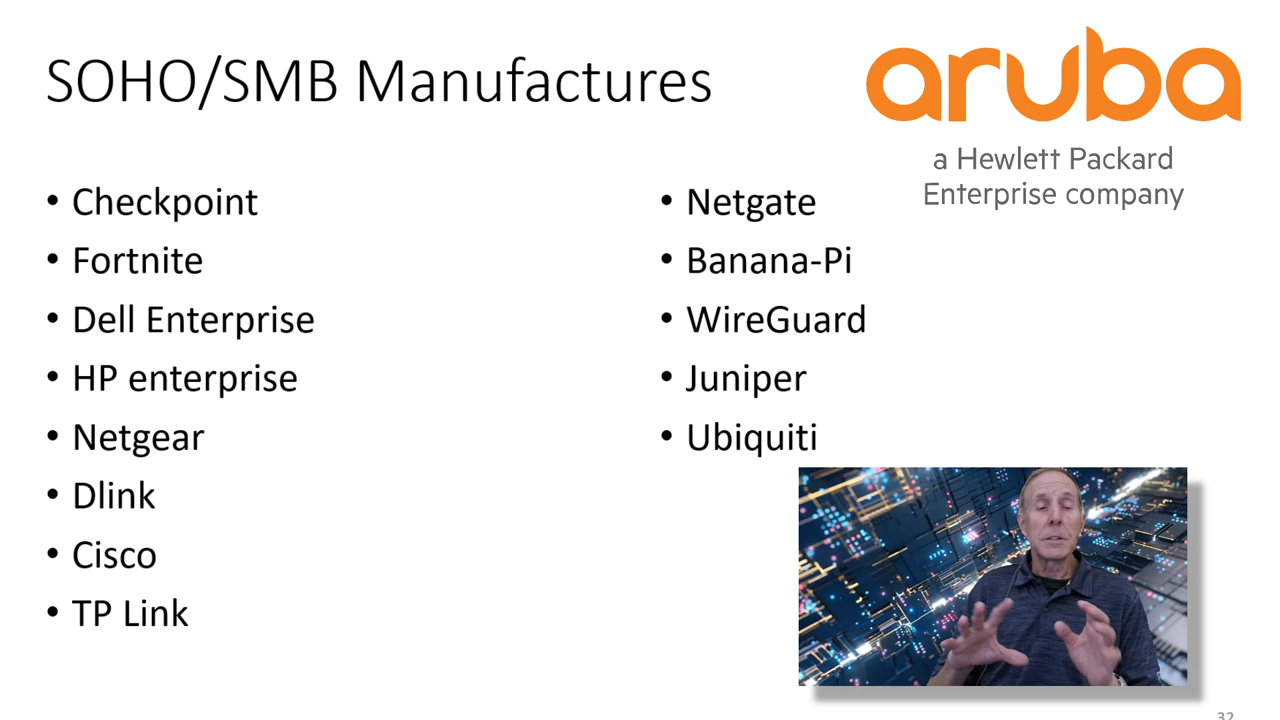 SOHO/SMB Manufactures
aruba
a Hewlett Packard
Enterprise company
• Checkpoint
• Fortnite
• Dell Enterprise
• HP enterprise
• Netgear
• Dlink
• Cisco
• TP Link
• Netgate
• Banana-Pi
• WireGuard
• Juniper
• Ubiquiti
32